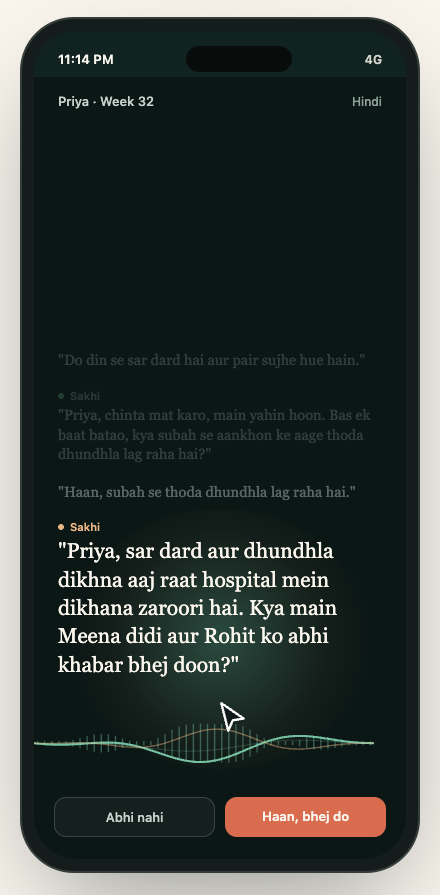 11:14 PM
4G
Priya · Week 32
Hindi
"Do din se sar dard hai aur pair sujhe hue hain."
Sakhi
"Priya, chinta mat karo, main yahin hoon. Bas ek
baat batao, kya subah se aankhon ke aage thoda
dhundhla lag raha hai?"
"Haan, subah se thoda dhundhla lag raha hai."
Sakhi
"Priya, sar dard aur dhundhla
dikhna aaj raat hospital mein
dikhana zaroori hai. Kya main
Meena didi aur Rohit ko abhi
khabar bhej doon?"
Abhi nahi
Haan, bhej do